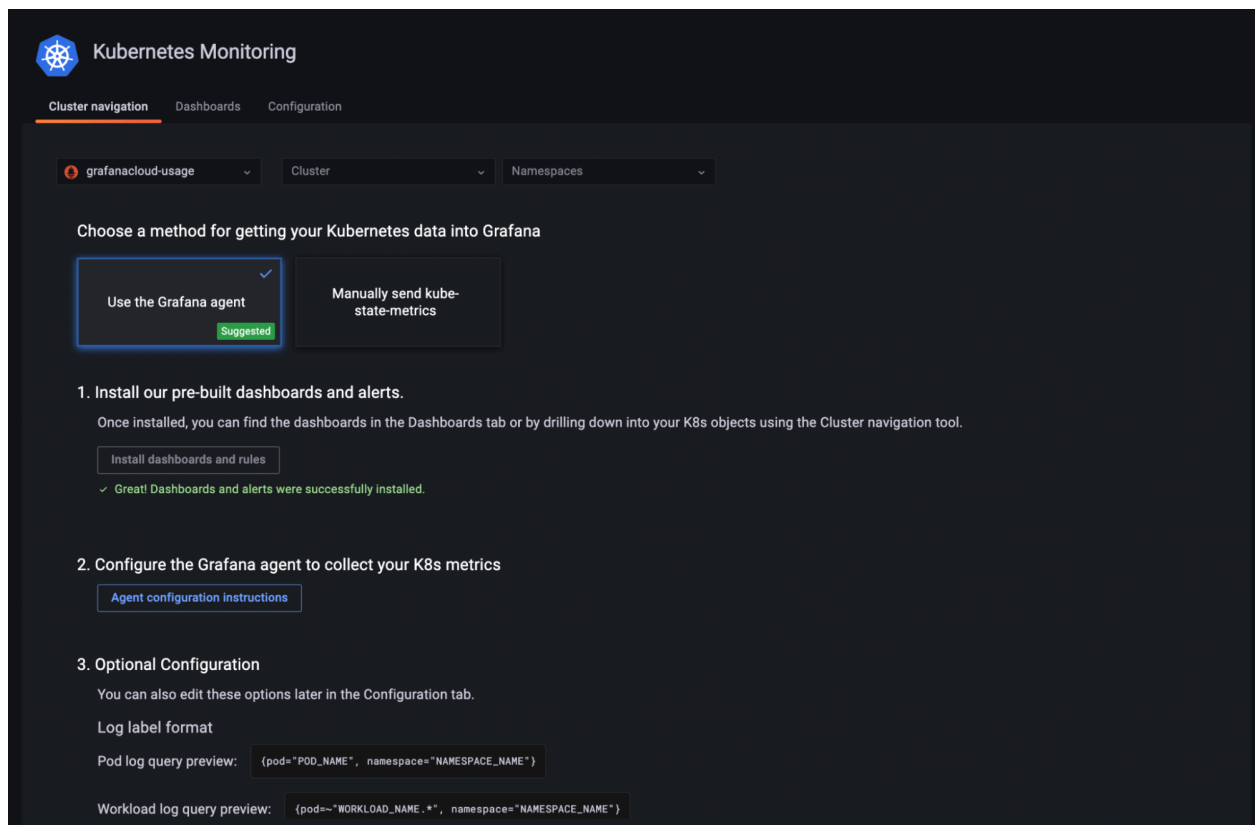 Kubernetes Monitoring
Cluster navigation Dashboards Configuration
grafanacloud-usage Cluster Namespaces
Choose a method for getting your Kubernetes data into Grafana
Use the Grafana agent
Suggested
Manually send kube-
state-metrics
1. Install our pre-built dashboards and alerts.
Once installed, you can find the dashboards in the Dashboards tab or by drilling down into your K8s objects using the Cluster navigation tool.
Install dashboards and rules
Great! Dashboards and alerts were successfully installed.
2. Configure the Grafana agent to collect your K8s metrics
Agent configuration instructions
3. Optional Configuration
You can also edit these options later in the Configuration tab.
Log label format
Pod log query preview: {pod="POD_NAME", namespace="NAMESPACE_NAME"}
Workload log query preview: {pod=~"WORKLOAD_NAME.*", namespace="NAMESPACE_NAME"}